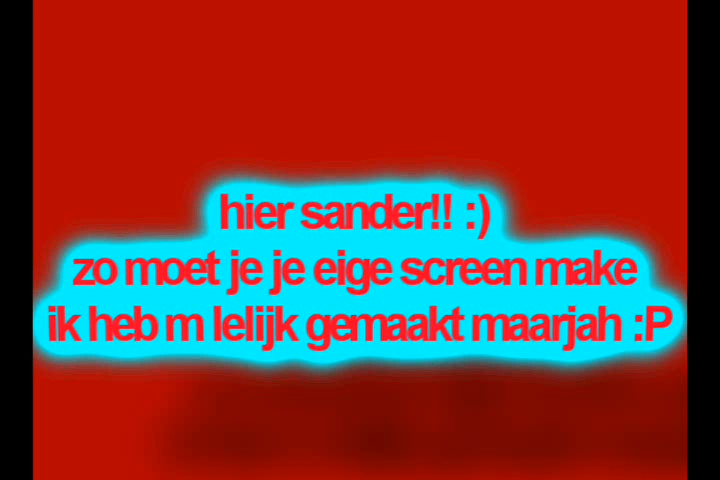 hier sander!! :)
zo moet je je eige screen make
ik heb m lelijk gemaakt maarjah :P